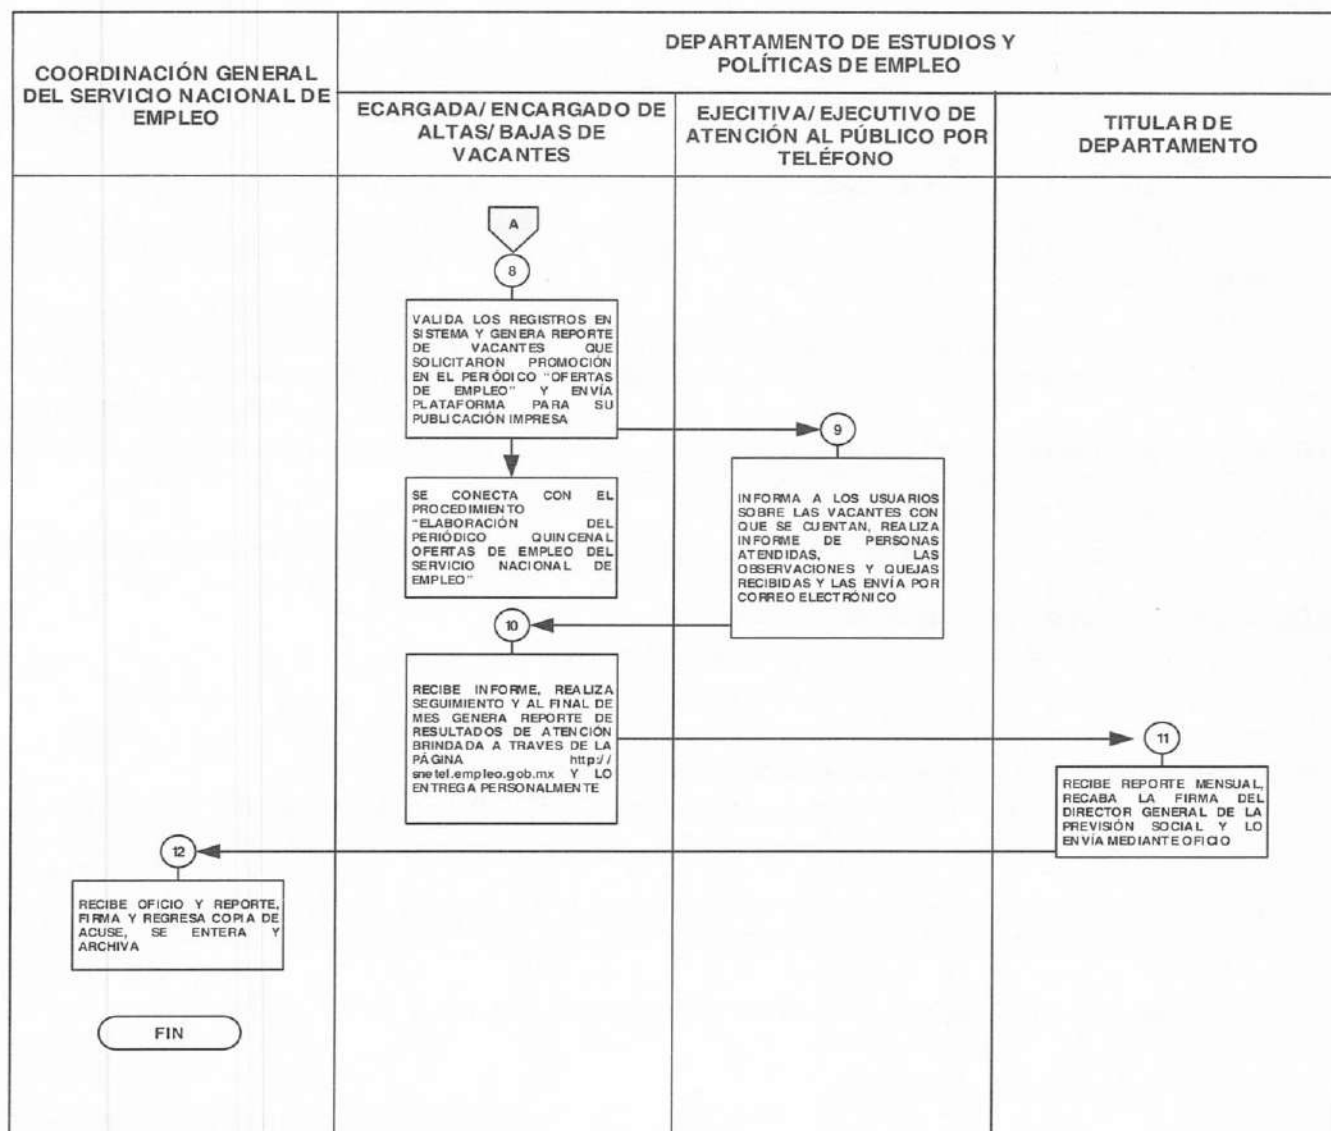 COORDINACIÓN GENERAL
DEL SERVICIO NACIONAL DE
EMPLEO
DEPARTAMENTO DE ESTUDIOS Y
POLÍTICAS DE EMPLEO
ECARGADA/ ENCARGADO DE
ALTAS/ BAJAS DE
VACANTES
EJECITIVA/ EJECUTIVO DE
ATENCIÓN AL PÚBLICO POR
TELÉFONO
TITULAR DE
DEPARTAMENTO
A
8
VALIDA LOS REGISTROS EN
SISTEMA Y GENERA REPORTE
DE VACANTES QUE
SOLICITARON PROMOCIÓN
EN EL PERIÓDICO "OFERTAS
DE EMPLEO" Y ENVÍA
PLATAFORMA PARA SU
PUBLICACIÓN IMPRESA
9
SE CONECTA CON EL
PROCEDIMIENTO
"ELABORACIÓN DEL
PERIÓDICO QUINCENAL
OFERTAS DE EMPLEO DEL
SERVICIO NACIONAL DE
EMPLEO"
INFORMA A LOS USUARIOS
SOBRE LAS VACANTES CON
QUE SE CUENTAN, REALIZA
INFORME DE PERSONAS
ATENDIDAS, LAS
OBSERVACIONES Y QUEJAS
RECIBIDAS Y LAS ENVÍA POR
CORREO ELECTRÓNICO
10
RECIBE INFORME, REALIZA
SEGUIMIENTO Y AL FINAL DE
MES GENERA REPORTE DE
RESULTADOS DE ATENCIÓN
BRINDADA A TRAVES DE LA
PÁGINA http://
snetel.empleo.gob.mx Y LO
ENTREGA PERSONALMENTE
11
RECIBE REPORTE MENSUAL,
RECABA LA FIRMA DEL
DIRECTOR GENERAL DE LA
PREVISIÓN SOCIAL Y LO
ENVÍA MEDIANTE OFICIO
12
RECIBE OFICIO Y REPORTE,
FIRMA Y REGRESA COPIA DE
ACUSE, SE ENTERA Y
ARCHIVA
FIN